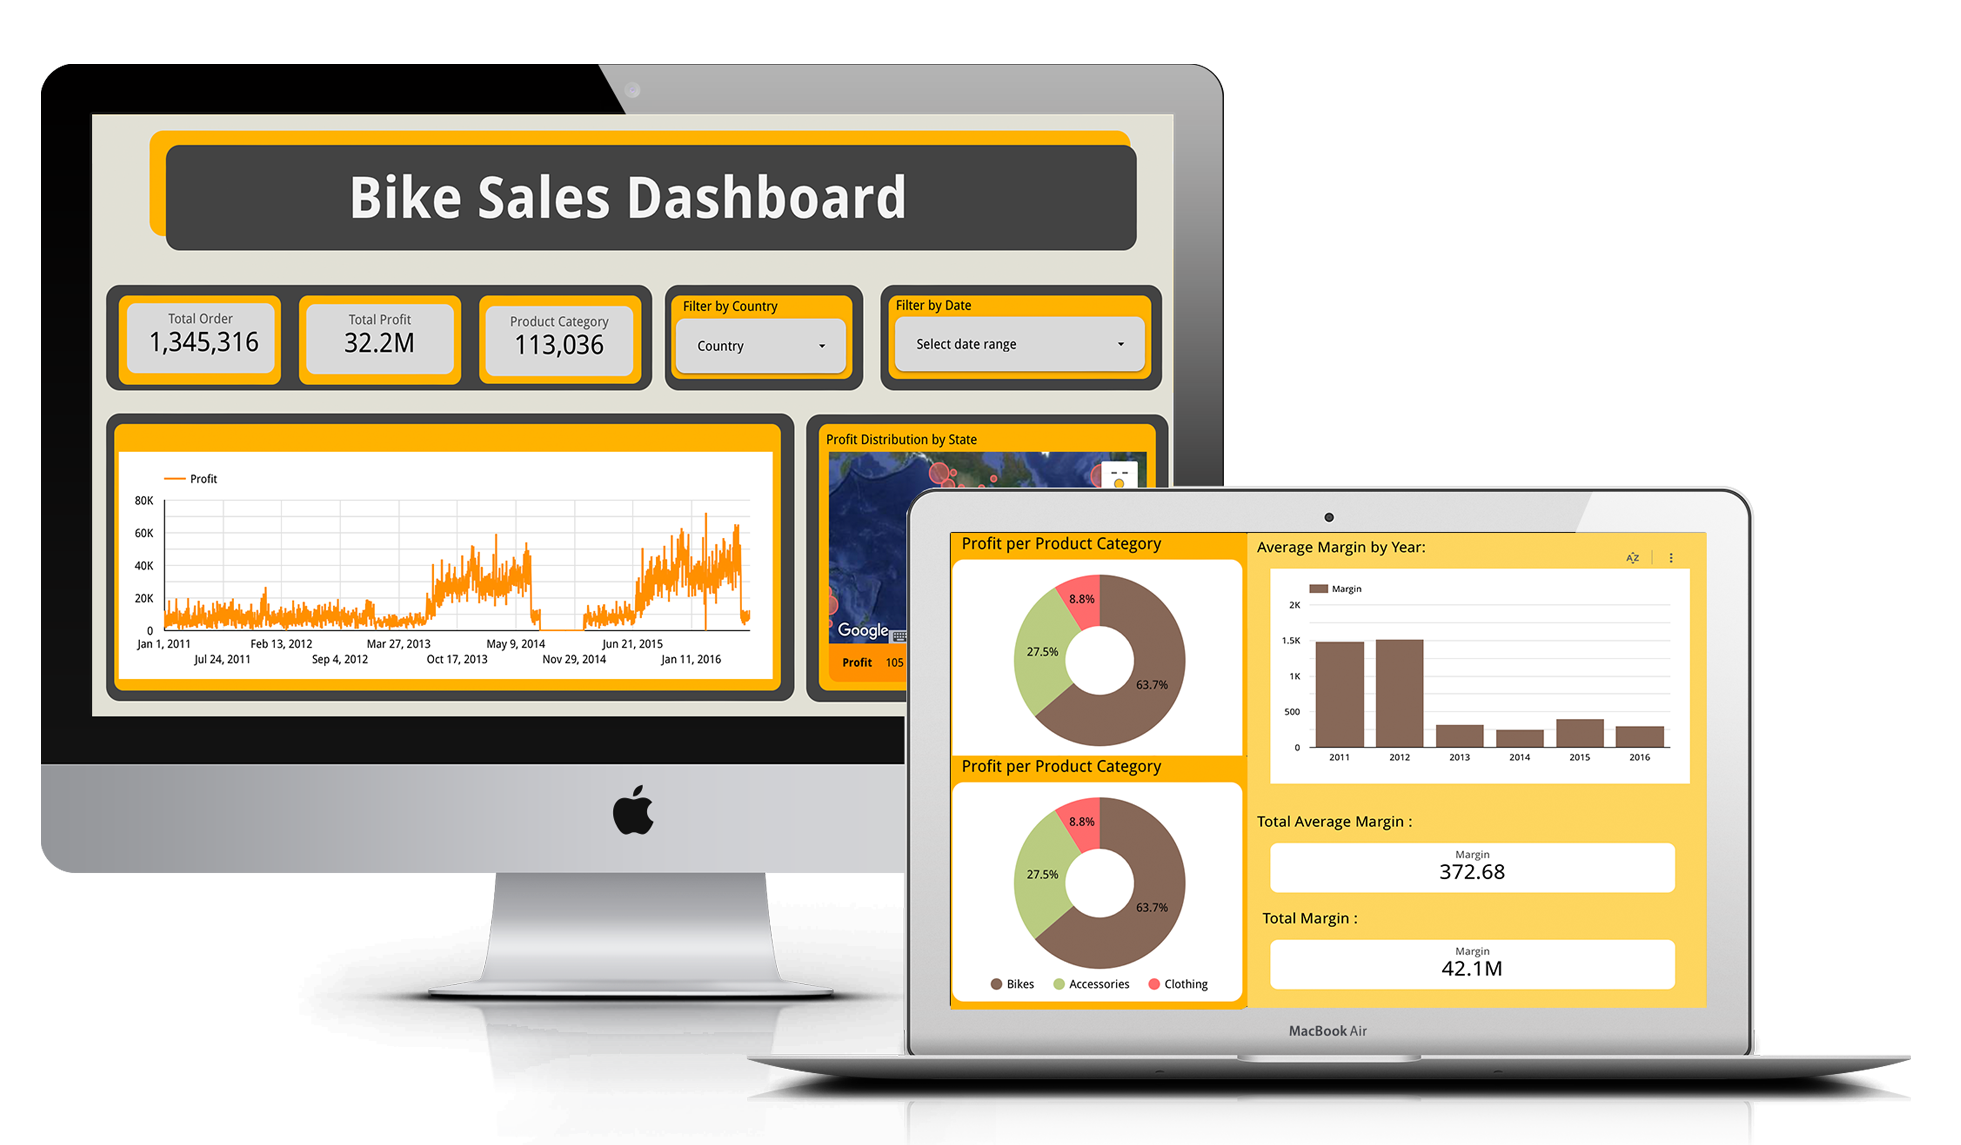 Bike Sales Dashboard
Total Order
1,345,316
Total Profit
32.2M
Product Category
113,036
Filter by Country
Country
Filter by Date
Select date range
Profit
80K
60K
40K
20K
0
Jan 1, 2011
Feb 13, 2012
Mar 27, 2013
May 9, 2014
Jun 21, 2015
Jul 24, 2011
Sep 4, 2012
Oct 17, 2013
Nov 29, 2014
Jan 11, 2016
Profit Distribution by State
Google
Profit 105
Profit per Product Category
8.8%
27.5%
63.7%
Profit per Product Category
8.8%
27.5%
63.7%
Bikes Accessories Clothing
Average Margin by Year:
AZ
Margin
2K
1.5K
1K
500
0
2011 2012 2013 2014 2015 2016
Total Average Margin :
Margin
372.68
Total Margin :
Margin
42.1M
MacBook Air